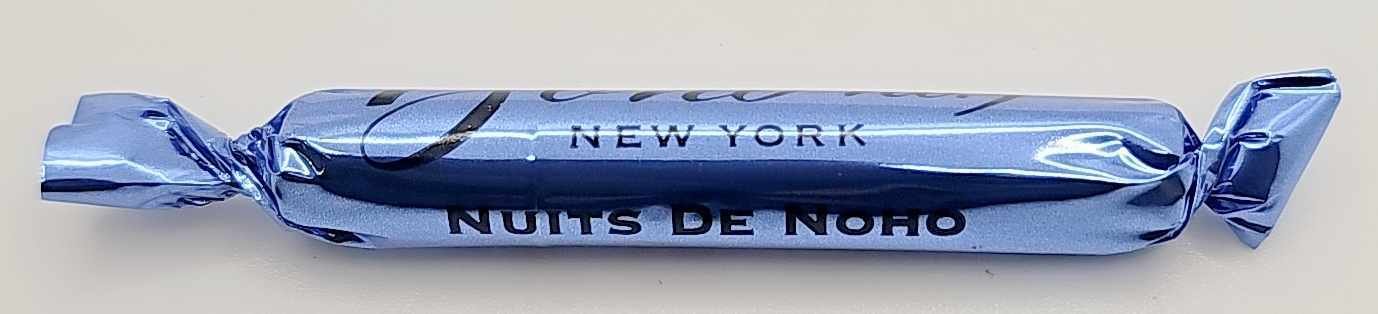 NEW YORK
NUITS DE NOHO